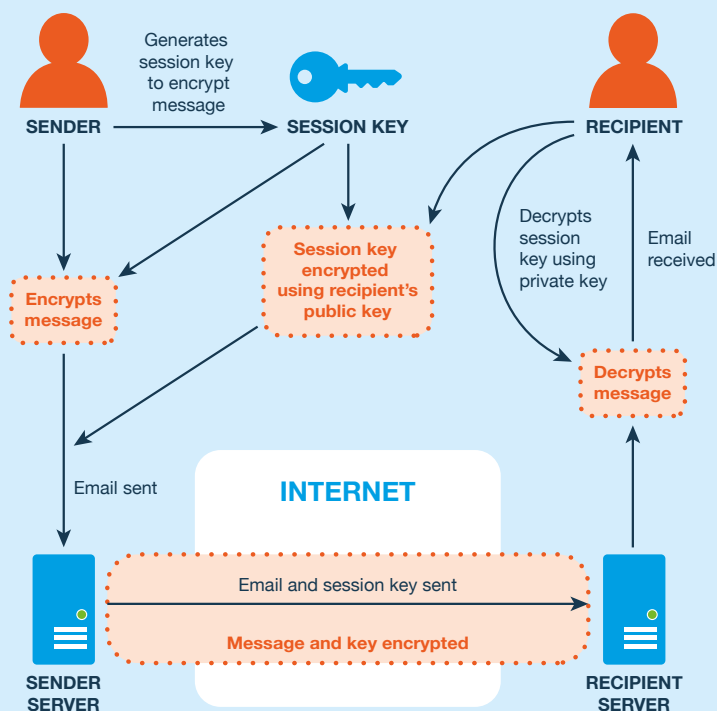 Generates
session key
to encrypt
message
SENDER
SESSION KEY
RECIPIENT
Encrypts
message
Session key
encrypted
using recipient's
public key
Decrypts
session
key using
private key
Email
received
Decrypts
message
Email sent
INTERNET
Email and session key sent
Message and key encrypted
SENDER
SERVER
RECIPIENT
SERVER